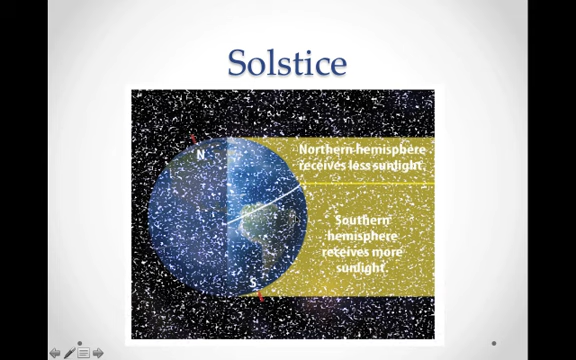 Solstice
N
Northern hemisphere
receives less sunlight.
Southern
hemisphere
receives more
sunlight.
S